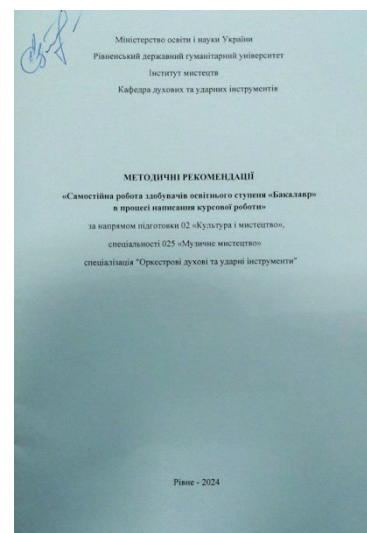 Міністерство освіти і науки України
Рівненський державний гуманітарний університет
Інститут мистецтв
Кафедра духових та ударних інструментів
МЕТОДИЧНІ РЕКОМЕНДАЦІЇ
«Самостійна робота здобувачів освітнього ступеня «Бакалавр»
в процесі написання курсової роботи»
за напрямом підготовки 02 «Культура і мистецтво»,
спеціальності 025 «Музичне мистецтво»
спеціалізація "Оркестрові духові та ударні інструменти"
Рівне - 2024